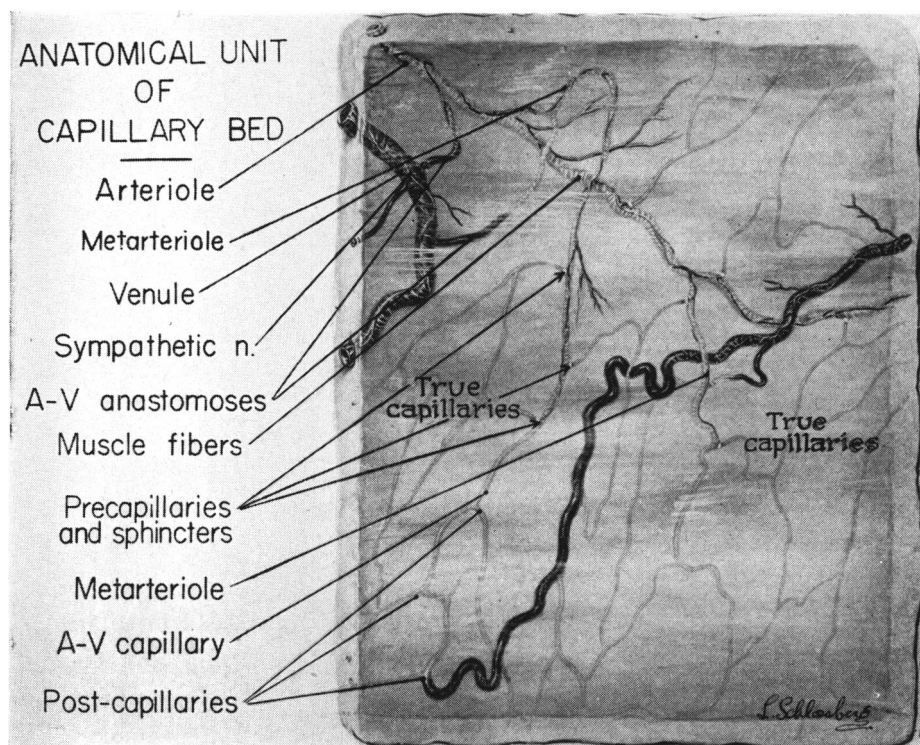 ANATOMICAL UNIT
OF
CAPILLARY BED
Arteriole
Metarteriole
Venule
Sympathetic n.
A-V anastomoses
Muscle fibers
Precapillaries
and sphincters
Metarteriole
A-V capillary
Post-capillaries
True
capillaries
True
capillaries
L Schlossberg